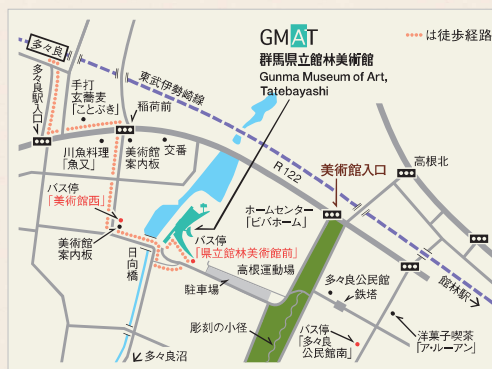 GMAT
群馬県立館林美術館
Gunma Museum of Art,
Tatebayashi
は徒歩経路
多々良
多々良駅入口
手打
玄蕎麦
「ことぶき」
稲荷前
東武伊勢崎線
川魚料理
「魚又」
美術館
案内板
交番
R122
美術館入口
高根北
バス停
「美術館西」
ホームセンター
「ビバホーム」
美術館
案内板
日向橋
バス停
「県立館林美術館前」
高根運動場
駐車場
多々良公民館
鉄塔
館林駅
彫刻の小径
バス停
「多々良
公民館南」
洋菓子喫茶
「ア・ルーアン」
多々良沼